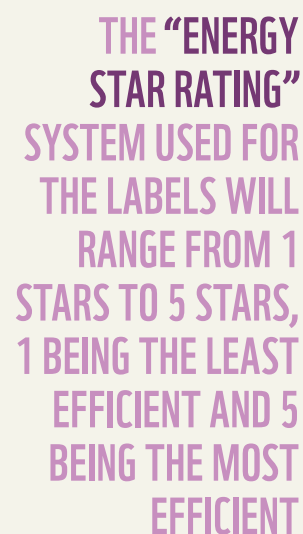 THE “ENERGY
STAR RATING”
SYSTEM USED FOR
THE LABELS WILL
RANGE FROM 1
STARS TO 5 STARS,
1 BEING THE LEAST
EFFICIENT AND 5
BEING THE MOST
EFFICIENT